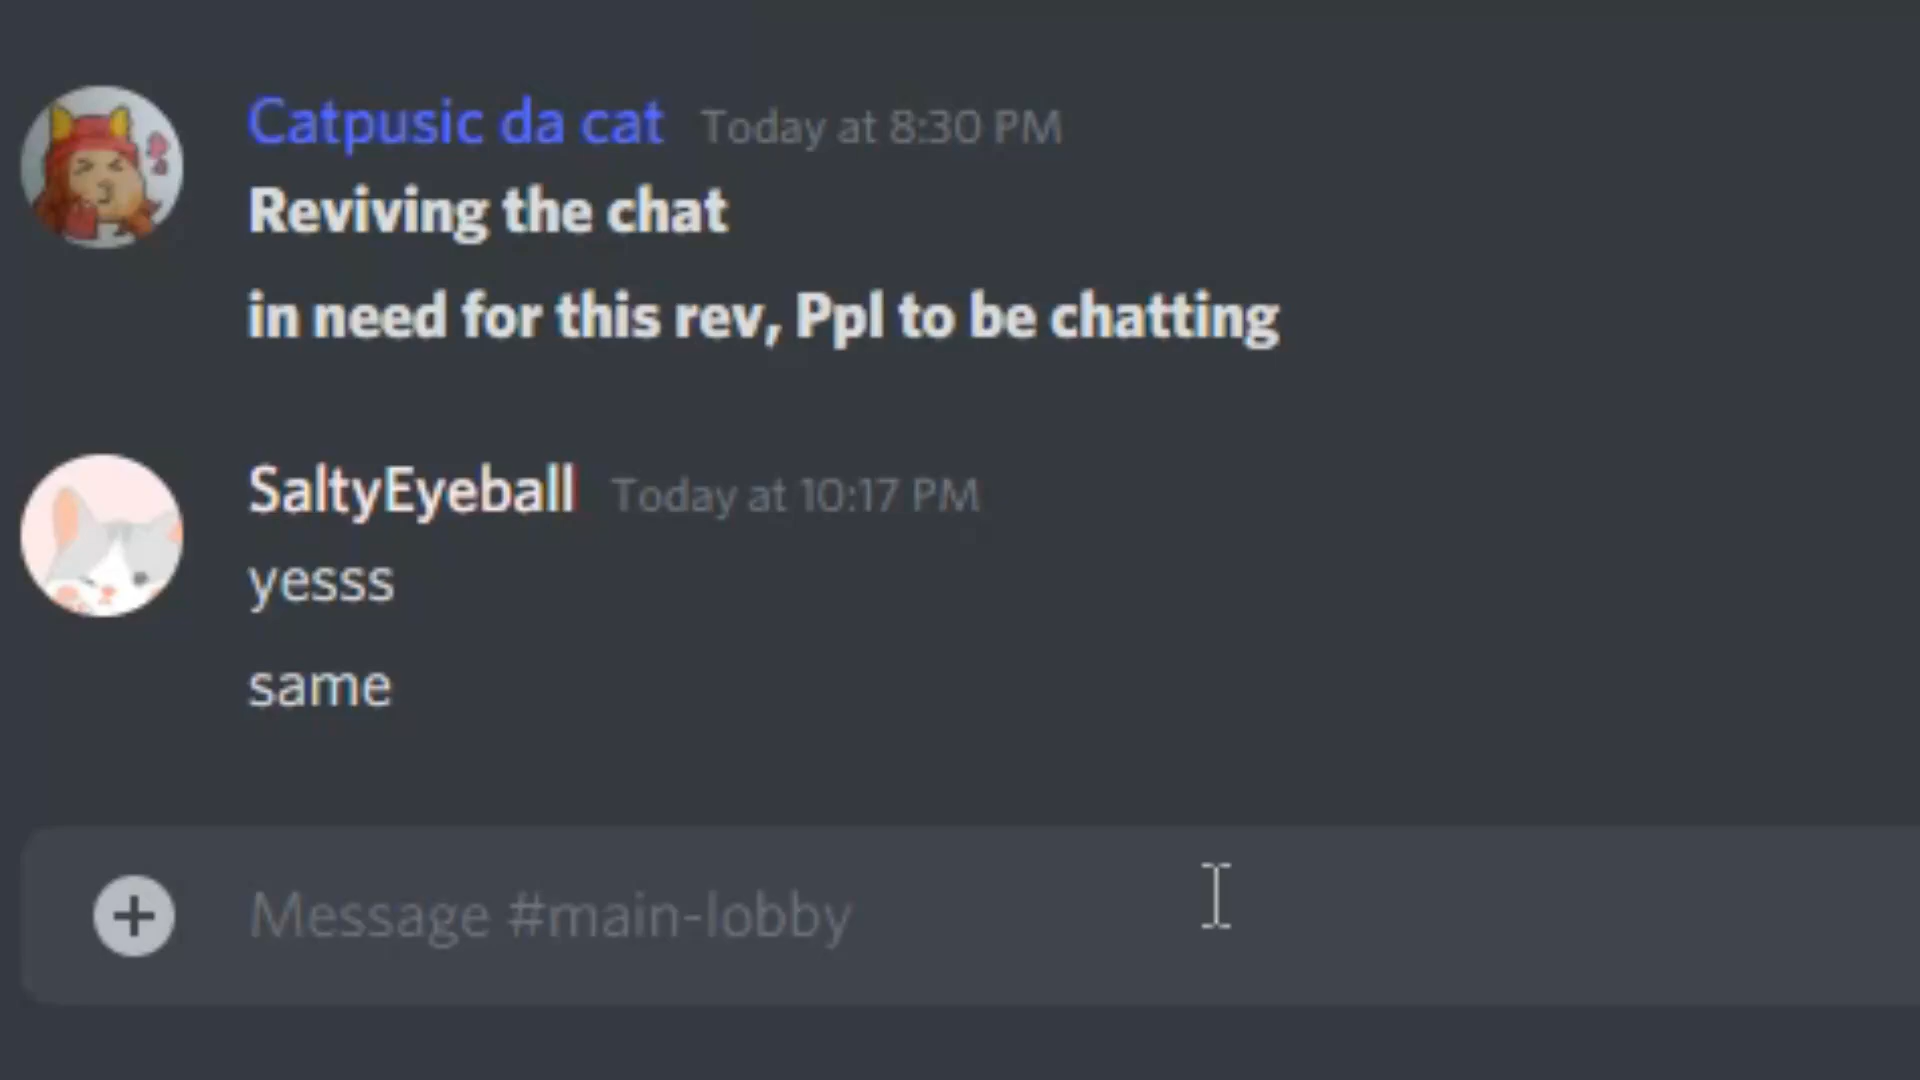 Catpusic da cat Today at 8:30 PM
Reviving the chat
in need for this rev, Ppl to be chatting
SaltyEyeball Today at 10:17 PM
yesss
same
Message #main-lobby